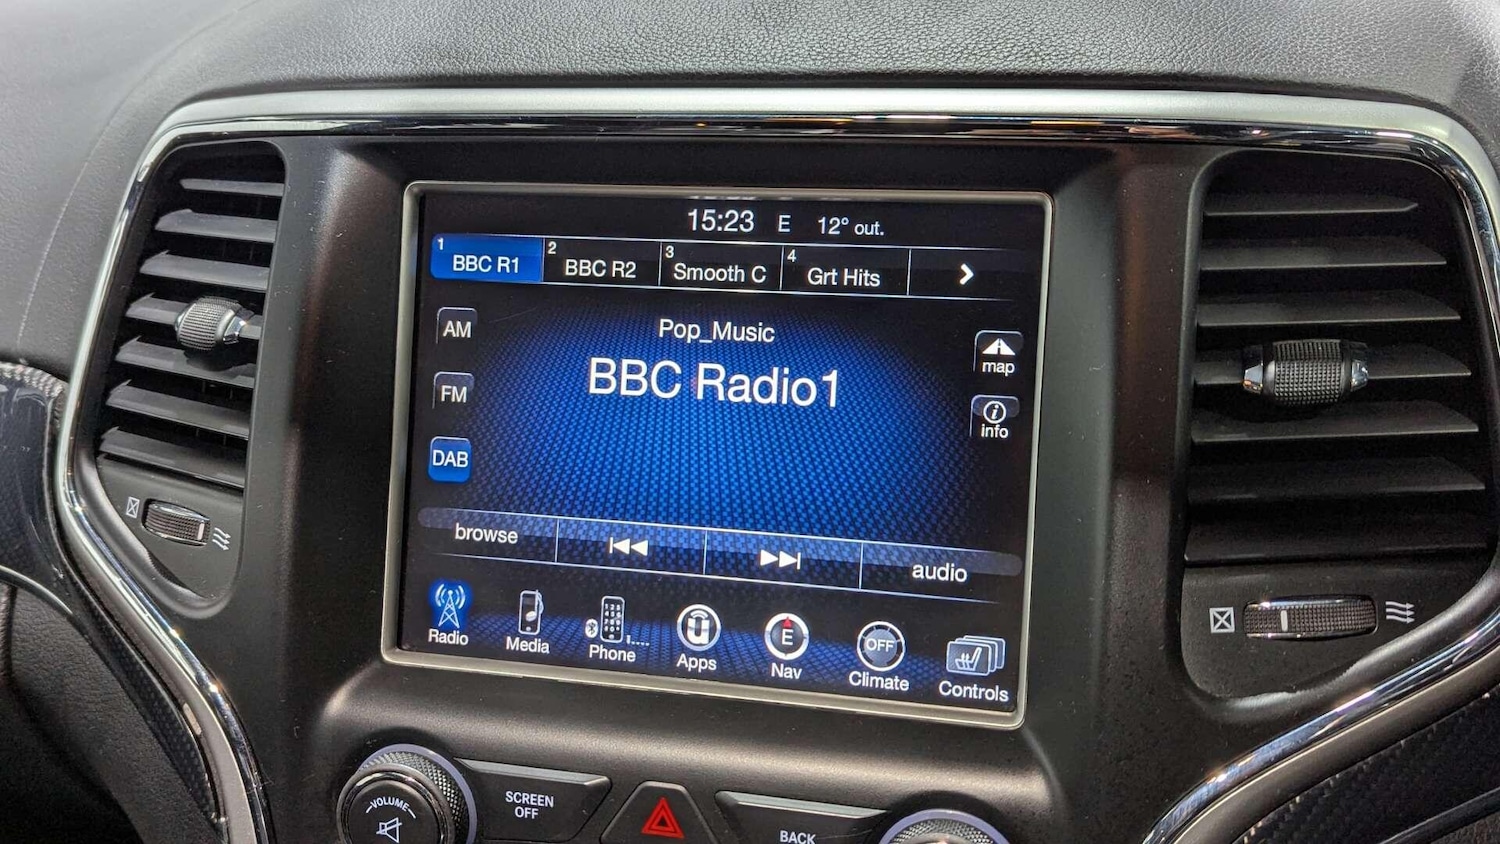 15:23 E 12° out.
1 BBC R1 2 BBC R2 3 Smooth C 4 Grt Hits
Pop_Music
BBC Radio1
AM
FM
DAB
map
info
browse audio
E OFF
Radio Media Phone Apps Nav Climate Controls
VOLUME
SCREEN
OFF
BACK